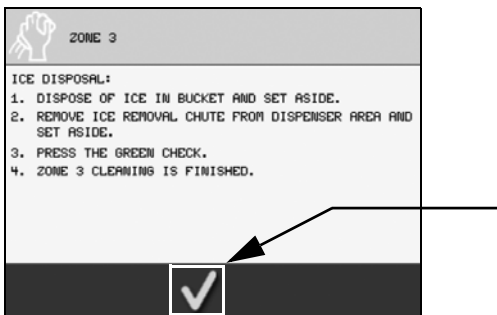 ZONE 3
ICE DISPOSAL:
1. DISPOSE OF ICE IN BUCKET AND SET ASIDE.
2. REMOVE ICE REMOVAL CHUTE FROM DISPENSER AREA AND
SET ASIDE.
3. PRESS THE GREEN CHECK.
4. ZONE 3 CLEANING IS FINISHED.